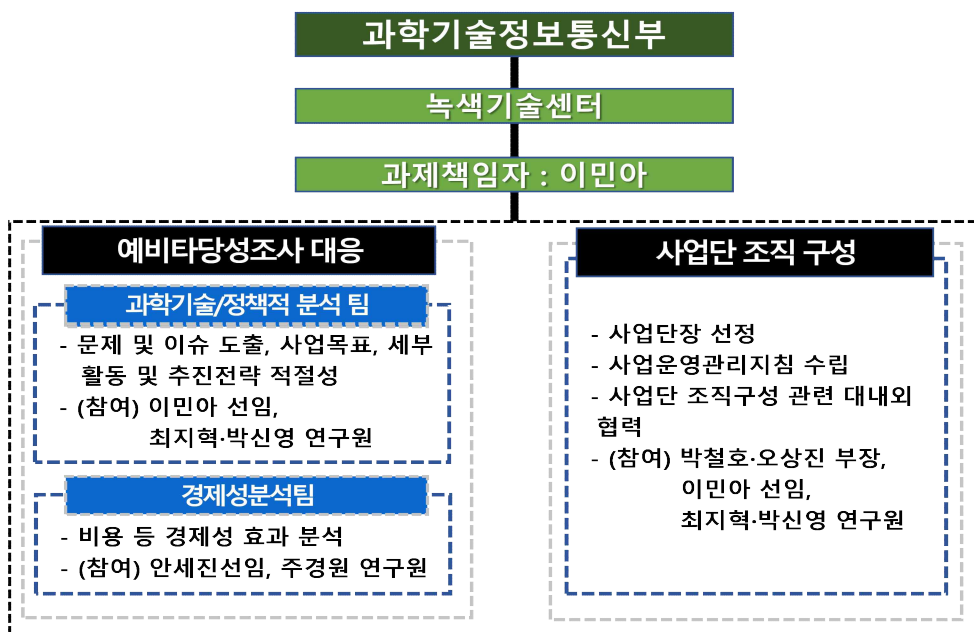 과학기술정보통신부
녹색기술센터
과제책임자 : 이민아
예비타당성조사 대응
과학기술/정책적 분석 팀
- 문제 및 이슈 도출, 사업목표, 세부
활동 및 추진전략 적절성
- (참여) 이민아 선임,
최지혁·박신영 연구원
경제성분석팀
- 비용 등 경제성 효과 분석
- (참여) 안세진선임, 주경원 연구원
사업단 조직 구성
- 사업단장 선정
- 사업운영관리지침 수립
- 사업단 조직구성 관련 대내외
협력
- (참여) 박철호·오상진 부장,
이민아 선임,
최지혁·박신영 연구원